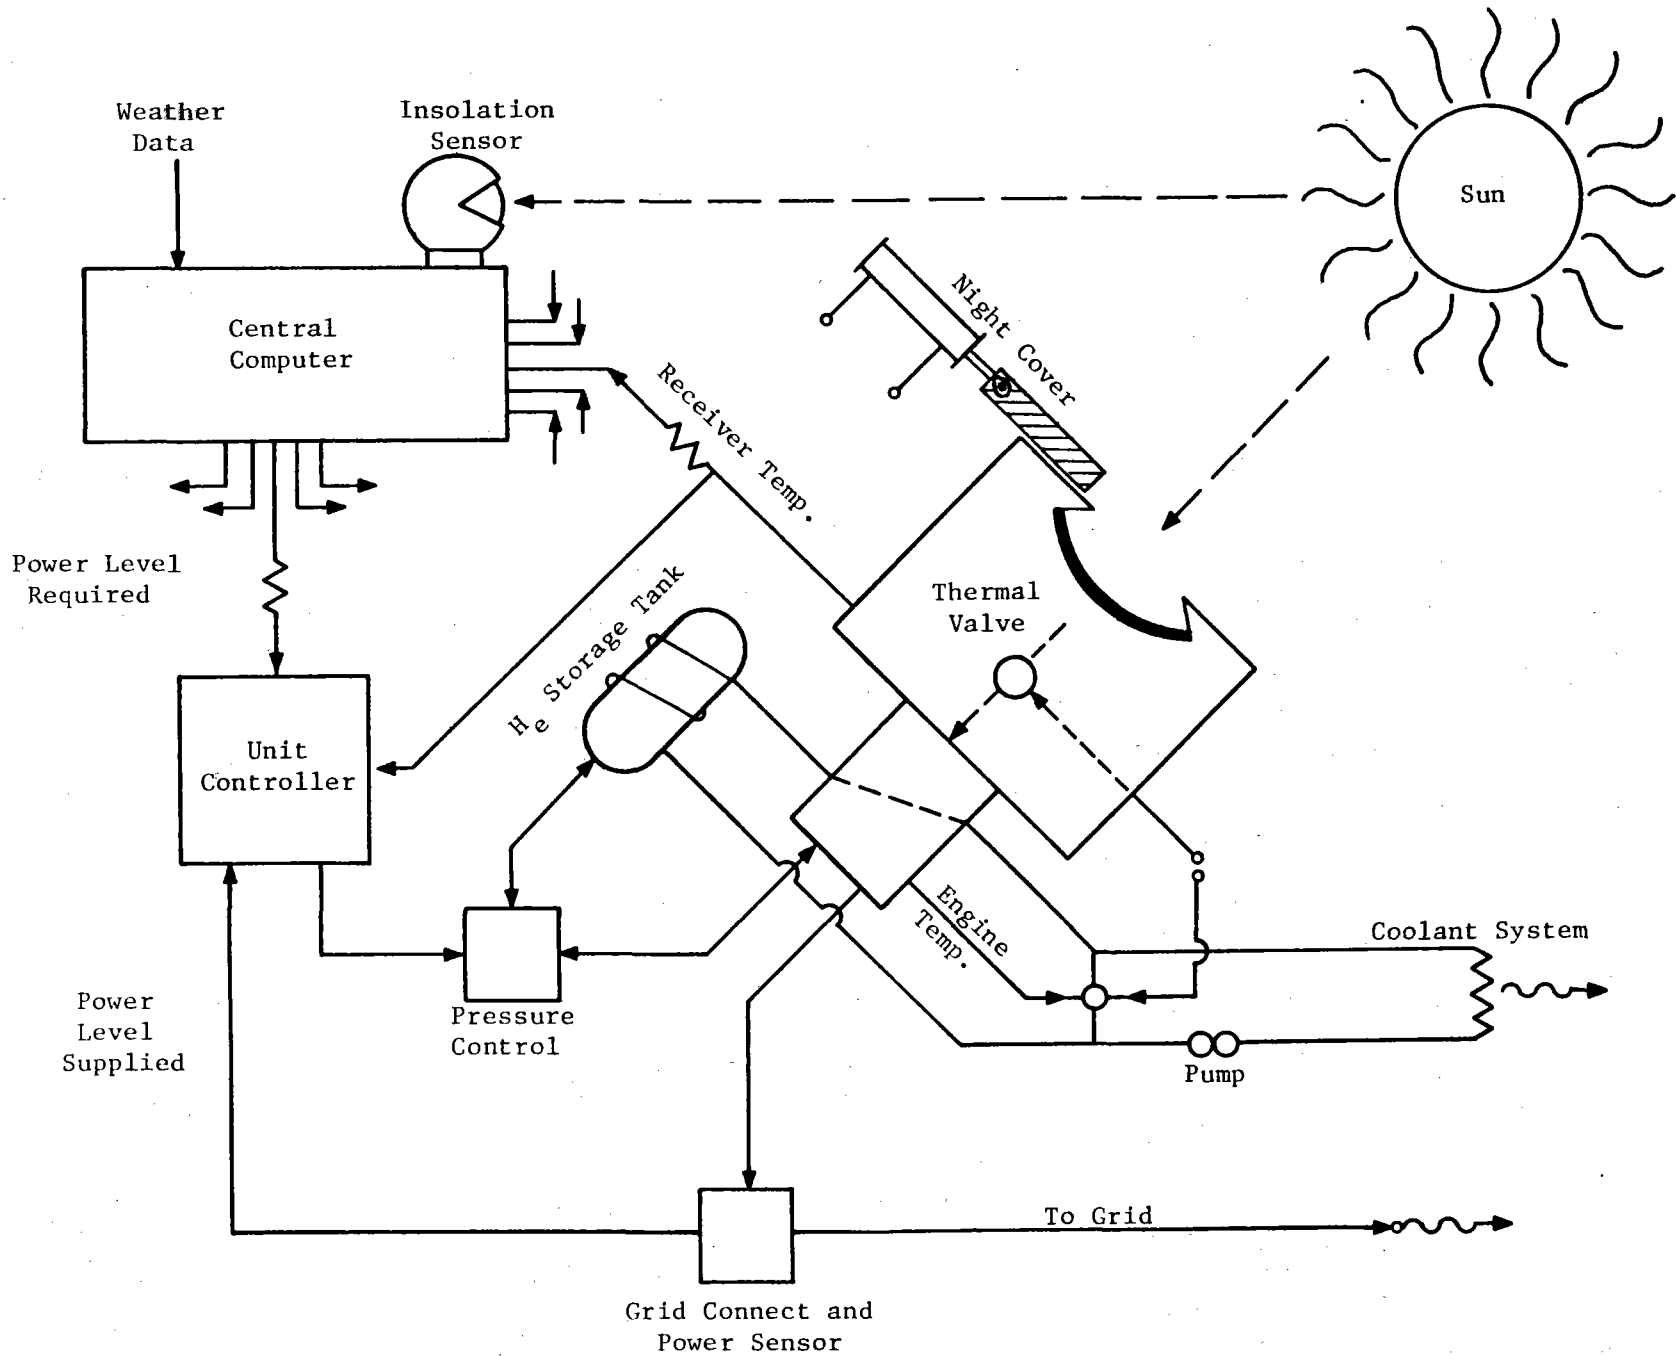 Weather
Data
Insolation
Sensor
Sun
Central
Computer
Night Cover
Receiver Temp.
Power Level
Required
Thermal
Valve
He Storage Tank
Unit
Controller
Engine
Temp.
Coolant System
Power
Level
Supplied
Pressure
Control
Pump
To Grid
Grid Connect and
Power Sensor